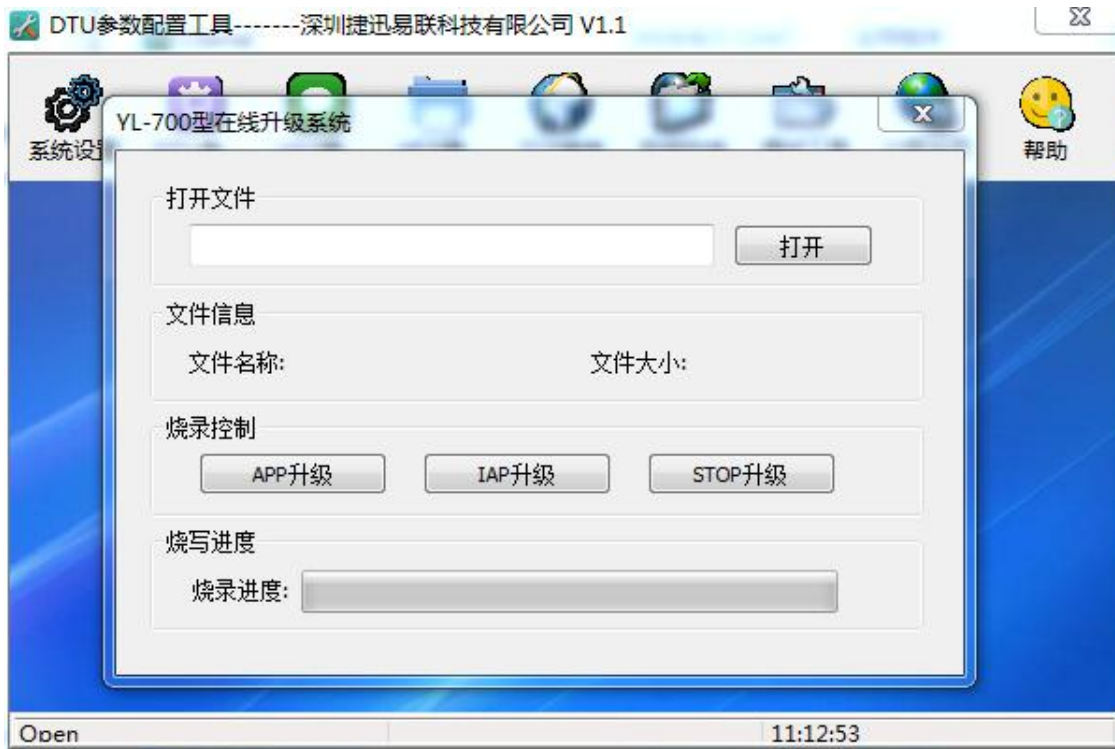 DTU参数配置工具-------深圳捷迅易联科技有限公司 V1.1
系统设
帮助
YL-700型在线升级系统
打开文件
打开
文件信息
文件名称:
文件大小:
烧录控制
APP升级
IAP升级
STOP升级
烧写进度
烧录进度:
Open
11:12:53